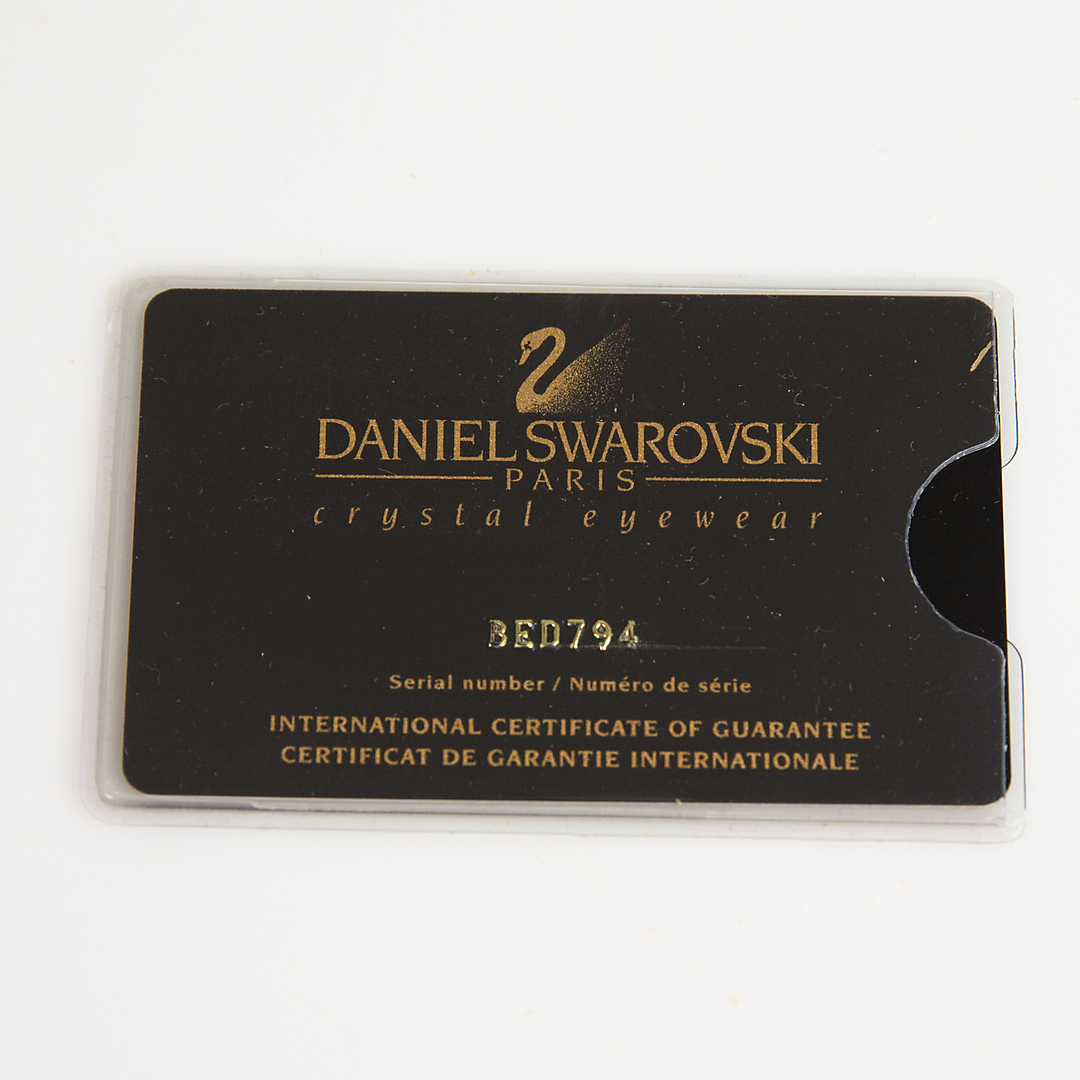 DANIEL SWAROVSKI
PARIS
crystal eyewear
BED794
Serial number / Numéro de série
INTERNATIONAL CERTIFICATE OF GUARANTEE
CERTIFICAT DE GARANTIE INTERNATIONALE